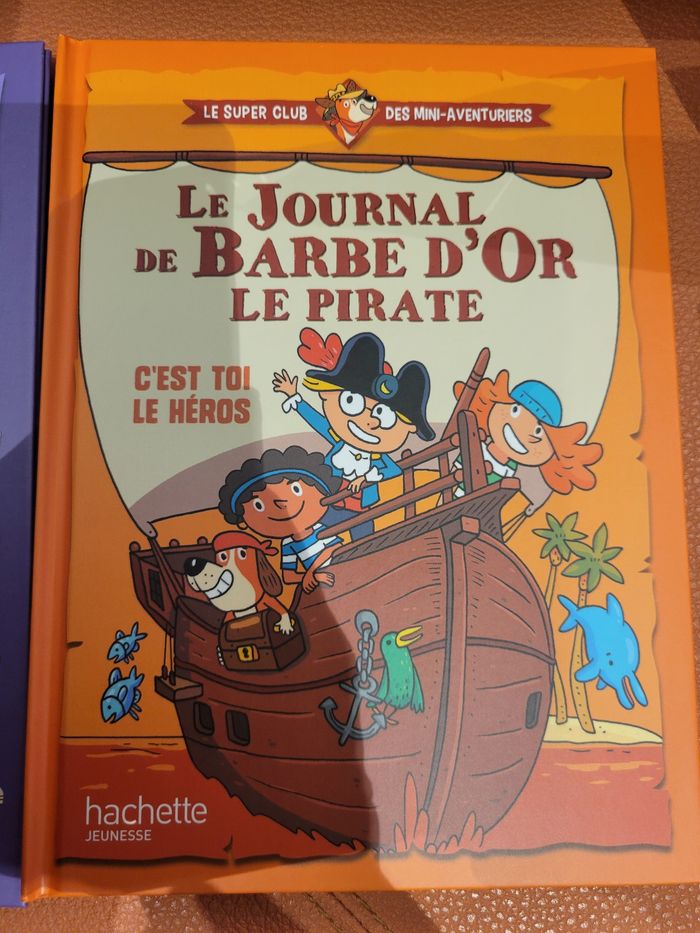 LE SUPER CLUB DES MINI-AVENTURIERS
LE JOURNAL
DE BARBE D'OR
LE PIRATE
C'EST TOI
LE HÉROS
hachette
JEUNESSE